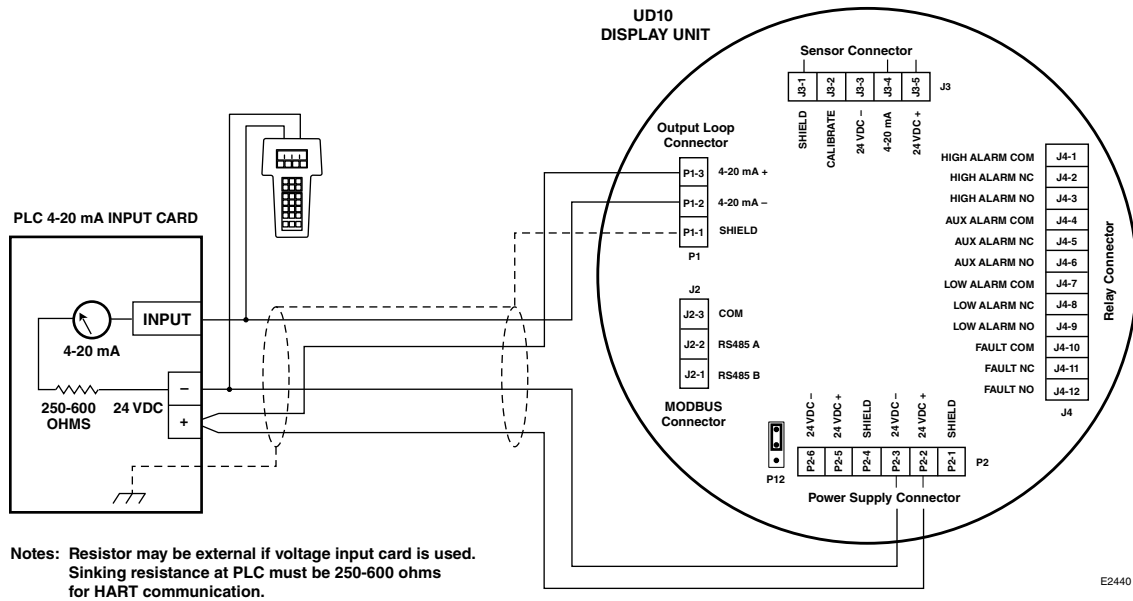 UD10
DISPLAY UNIT
Sensor Connector
J3-1
J3-2
J3-3
J3-4
J3-5
J3
SHIELD
CALIBRATE
24 VDC –
4-20 mA
24 VDC +
Output Loop
Connector
P1-3 4-20 mA +
P1-2 4-20 mA –
P1-1 SHIELD
P1
J2
J2-3 COM
J2-2 RS485 A
J2-1 RS485 B
MODBUS
Connector
HIGH ALARM COM J4-1
HIGH ALARM NC J4-2
HIGH ALARM NO J4-3
AUX ALARM COM J4-4
AUX ALARM NC J4-5
AUX ALARM NO J4-6
LOW ALARM COM J4-7
LOW ALARM NC J4-8
LOW ALARM NO J4-9
FAULT COM J4-10
FAULT NC J4-11
FAULT NO J4-12
J4
Relay Connector
PLC 4-20 mA INPUT CARD
INPUT
4-20 mA
250-600
OHMS
24 VDC
–
+
24 VDC –
24 VDC +
SHIELD
24 VDC –
24 VDC +
SHIELD
P2-6
P2-5
P2-4
P2-3
P2-2
P2-1
P2
P12
Power Supply Connector
Notes: Resistor may be external if voltage input card is used.
Sinking resistance at PLC must be 250-600 ohms
for HART communication.
E2440